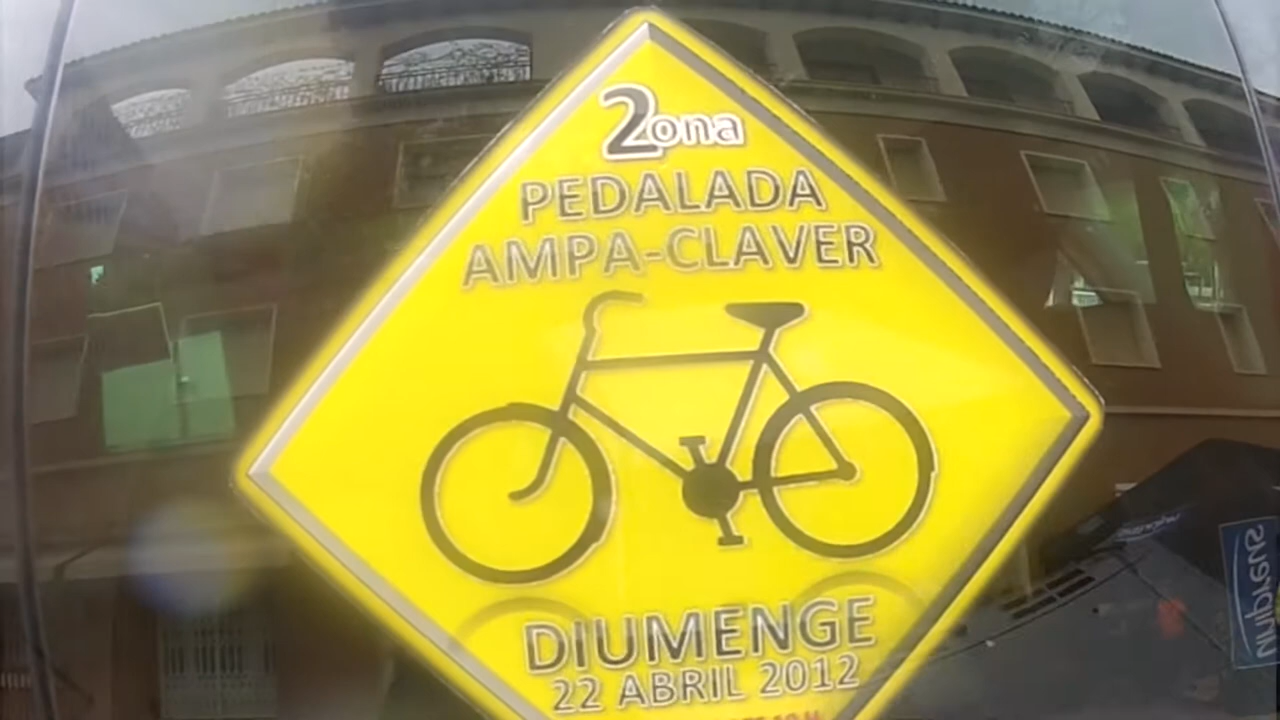 2ona
PEDALADA
AMPA-CLAVER
DIUMENGE
22 ABRIL 2012